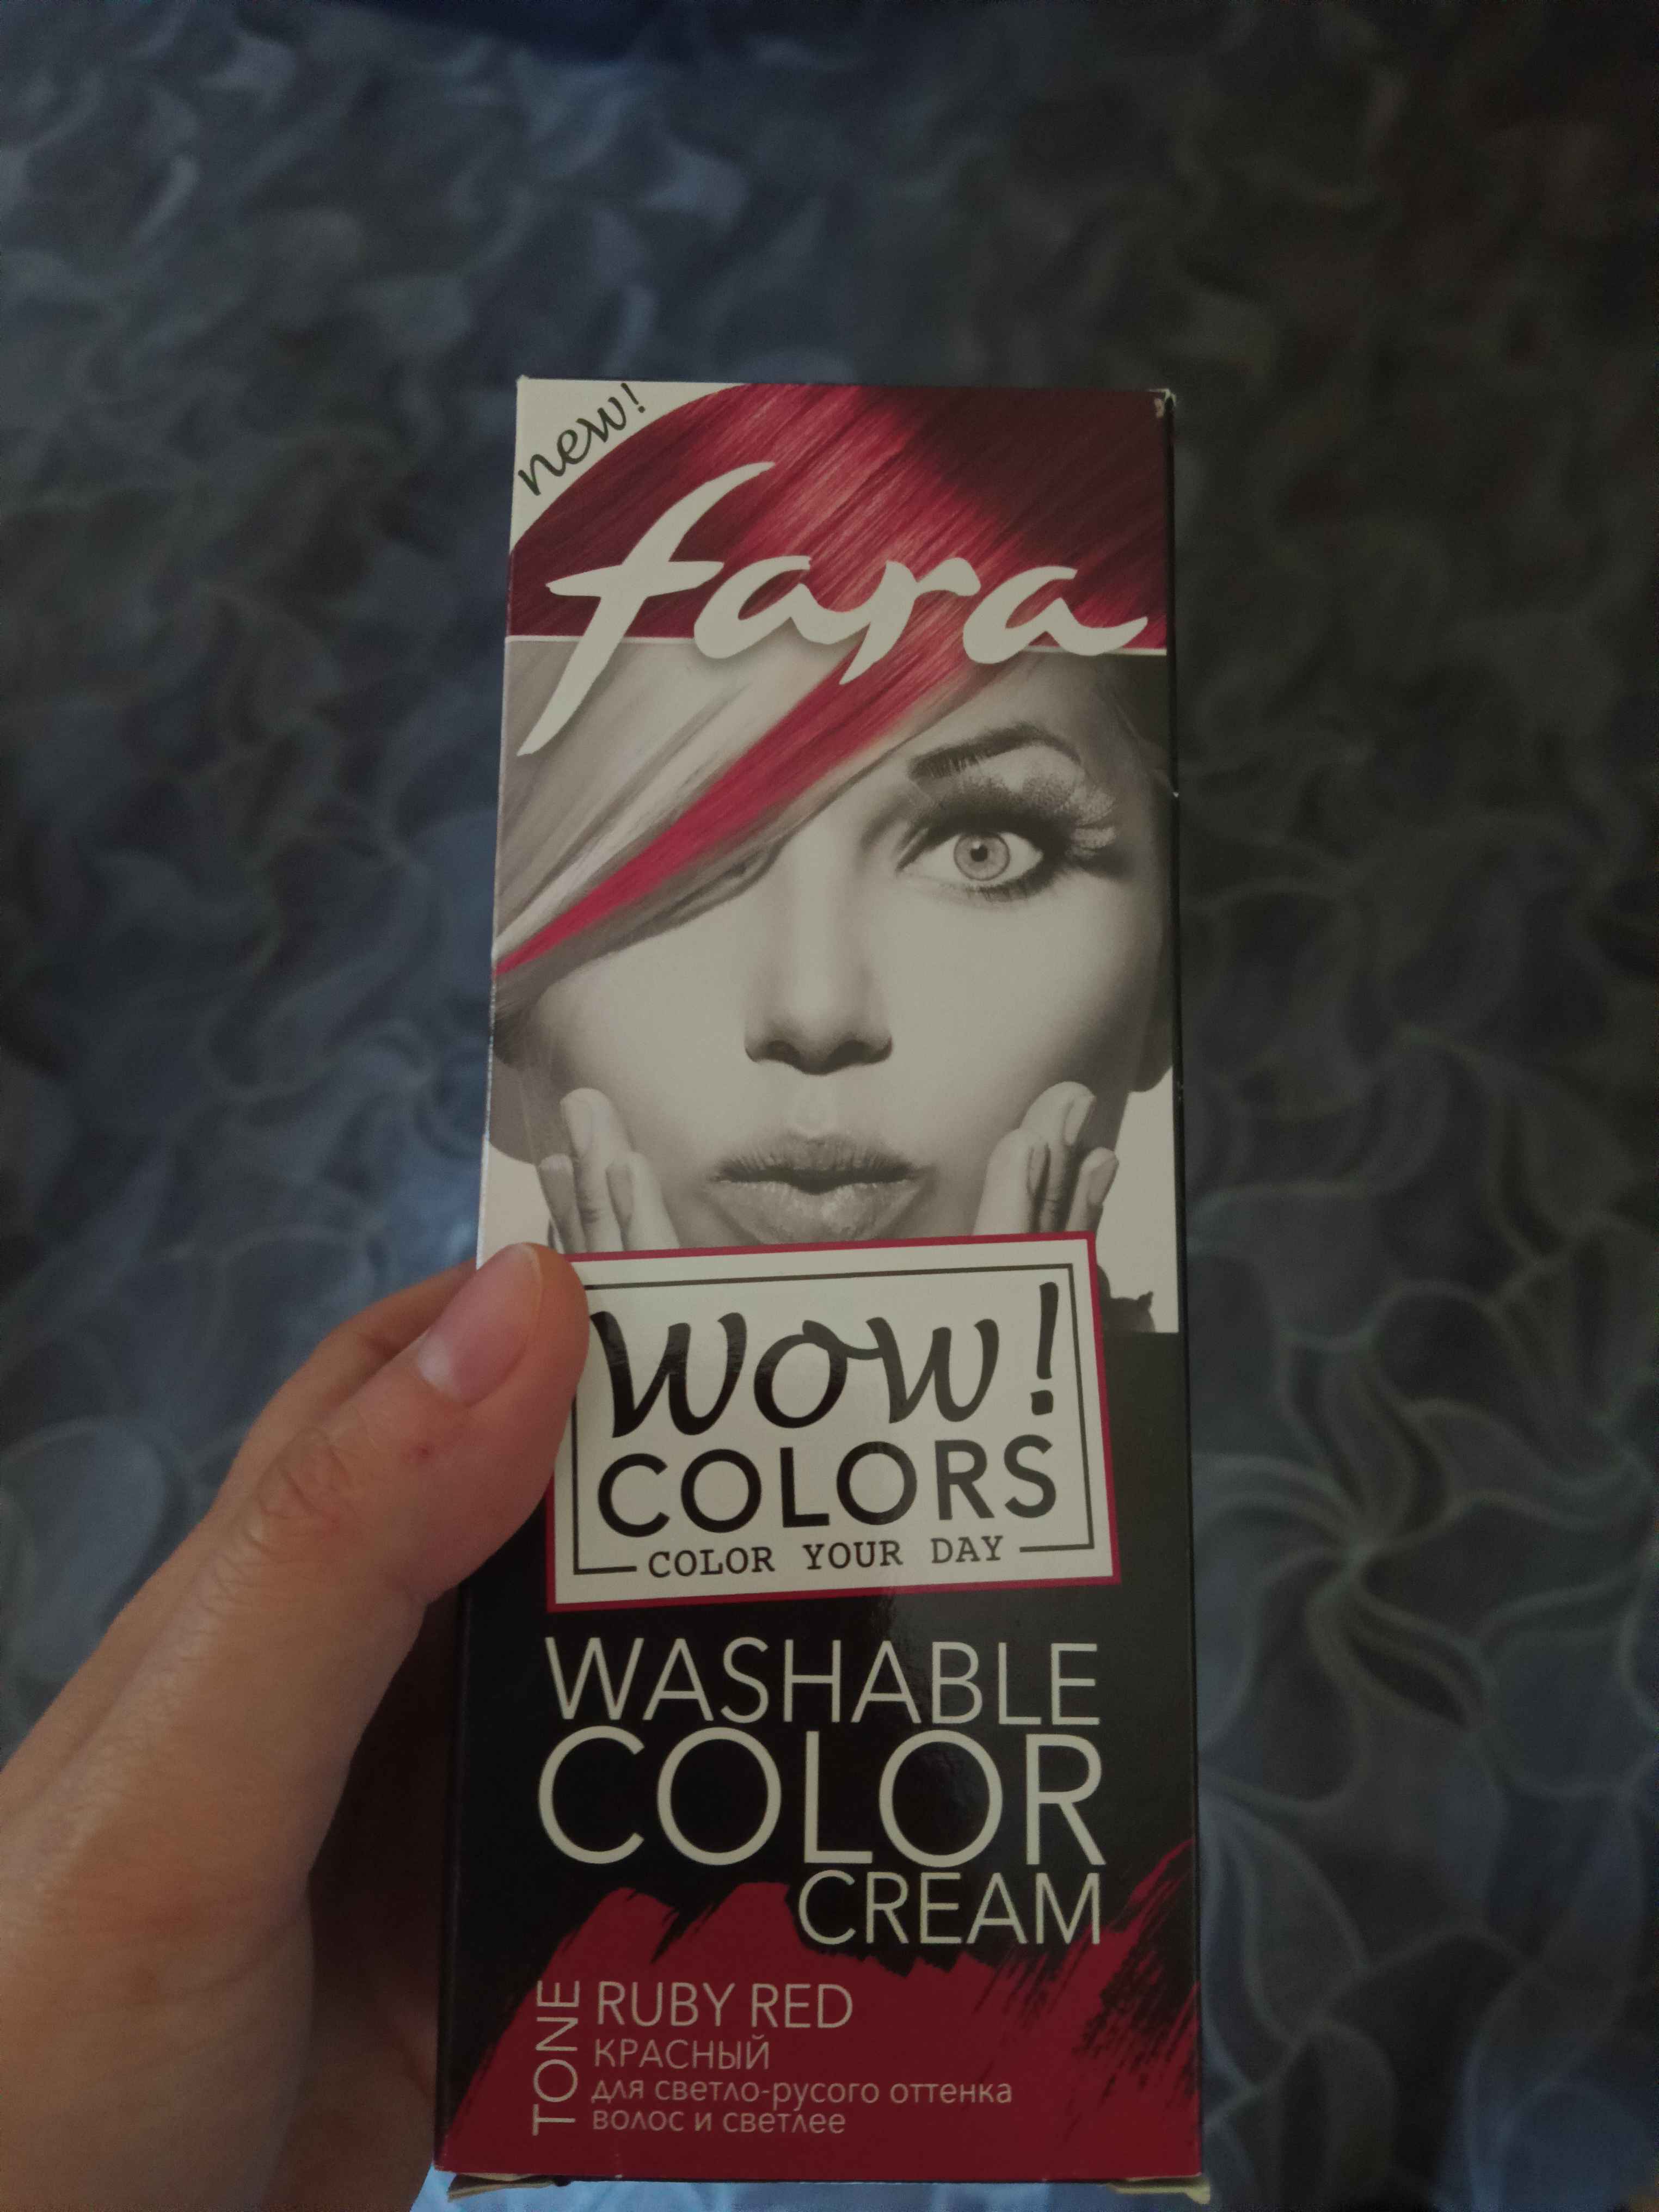 new!
fara
WOW!
COLORS
COLOR YOUR DAY
WASHABLE
COLOR
CREAM
TONE
RUBY RED
КРАСНЫЙ
для светло-русого оттенка
волос и светлее